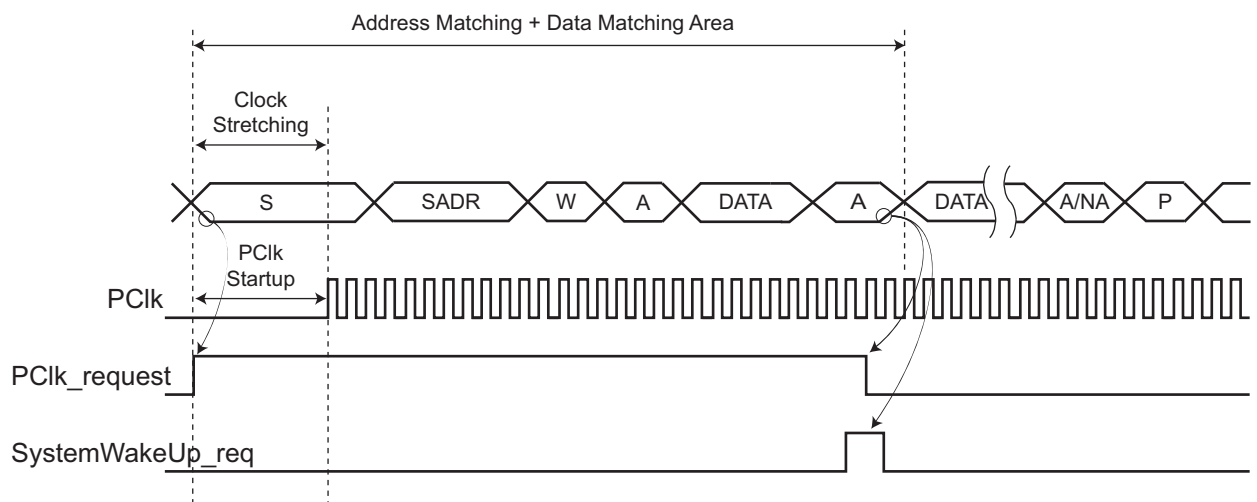 Address Matching + Data Matching Area
Clock
Stretching
S SADR W A DATA A DATA A/NA P
PClk
Startup
PClk
PClk_request
SystemWakeUp_req